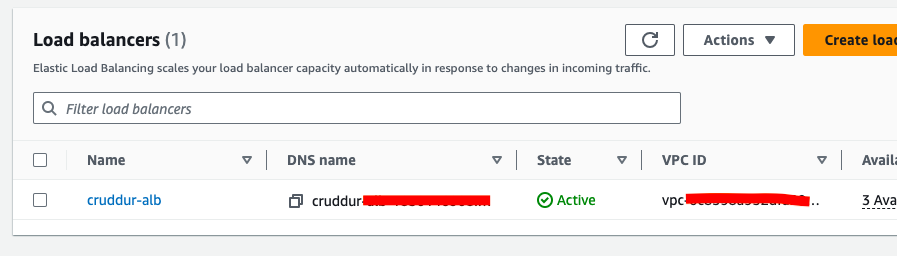 Load balancers (1)
Actions
Create loa
Elastic Load Balancing scales your load balancer capacity automatically in response to changes in incoming traffic.
Filter load balancers
Name DNS name State VPC ID Availa
cruddur-alb cruddur- Active vpc- … 3 Ava